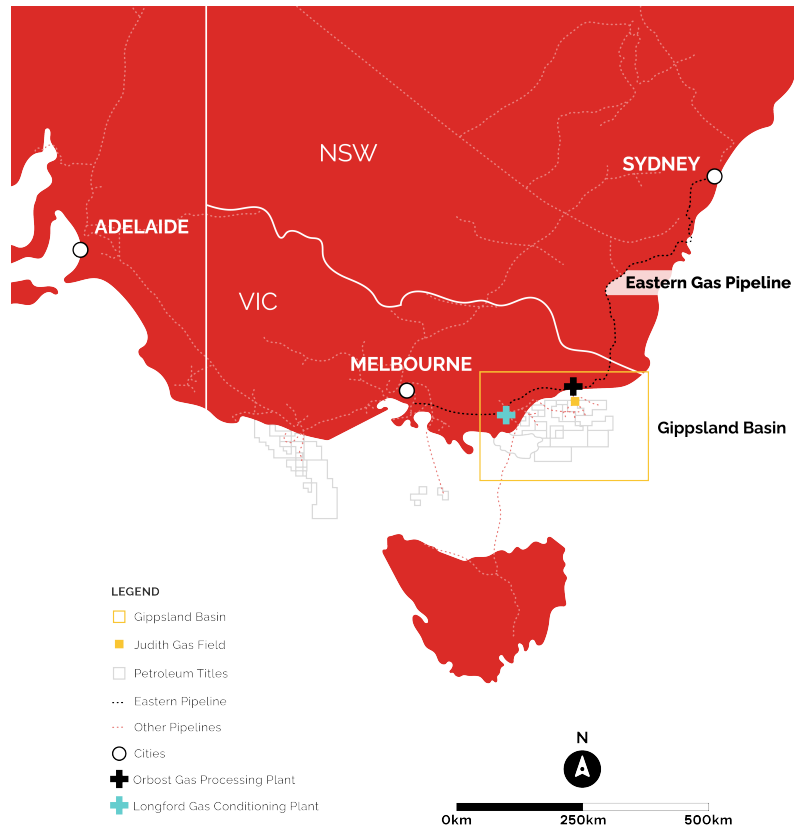 NSW
SYDNEY
ADELAIDE
Eastern Gas Pipeline
VIC
MELBOURNE
Gippsland Basin
LEGEND
Gippsland Basin
Judith Gas Field
Petroleum Titles
Eastern Pipeline
Other Pipelines
Cities
Orbost Gas Processing Plant
Longford Gas Conditioning Plant
N
0km 250km 500km